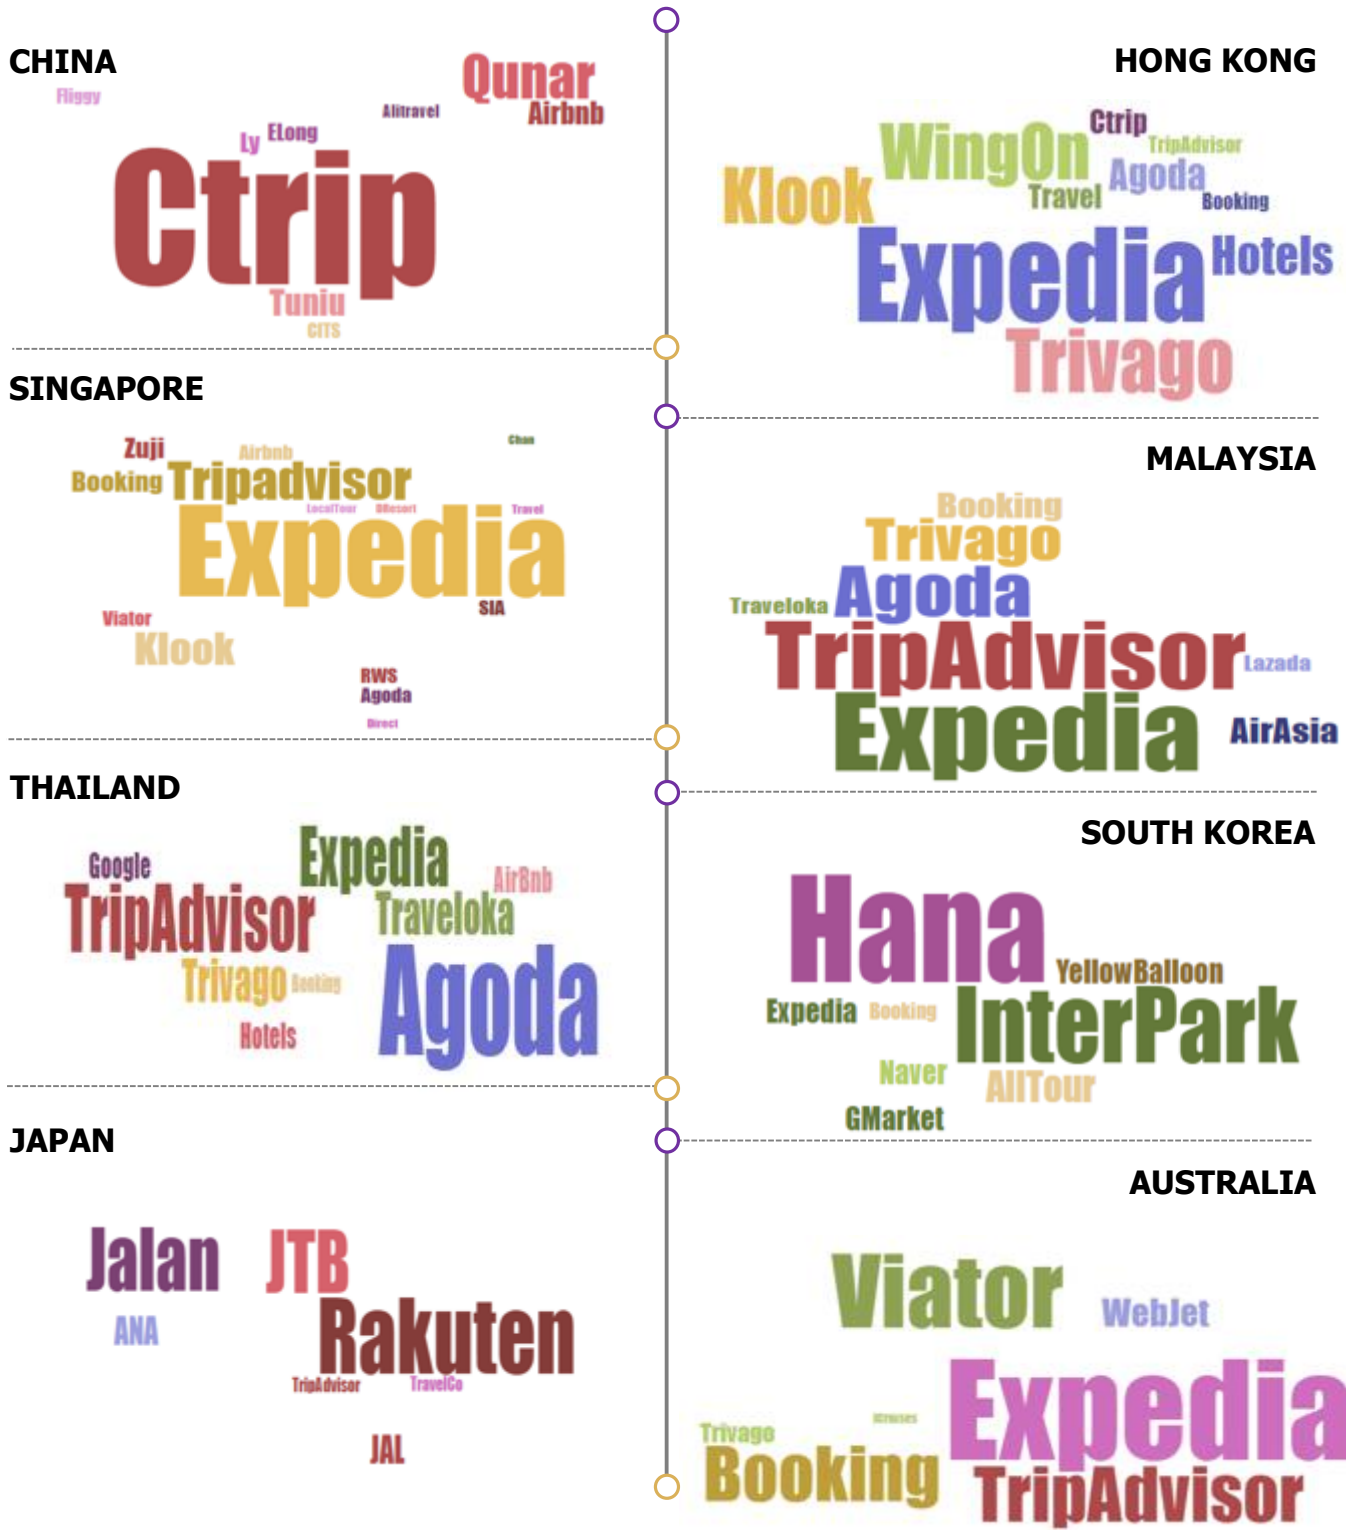 CHINA
Fliggy
Qunar
Alitravel
Airbnb
Ly
ELong
Ctrip
Tuniu
CITS
HONG KONG
Ctrip
WingOn
TripAdvisor
Klook
Travel
Agoda
Booking
Expedia
Hotels
Trivago
SINGAPORE
Zuji
Airbnb
Chan
Booking
Tripadvisor
LocalTour
DResort
Travel
Expedia
SIA
Viator
Klook
RWS
Agoda
Direct
MALAYSIA
Booking
Trivago
Traveloka
Agoda
TripAdvisor
Lazada
Expedia
AirAsia
THAILAND
Expedia
Google
AirBnb
TripAdvisor
Traveloka
Trivago
Booking
Agoda
Hotels
SOUTH KOREA
Hana
YellowBalloon
Expedia
Booking
InterPark
Naver
AllTour
GMarket
JAPAN
Jalan
JTB
ANA
Rakuten
TripAdvisor
TravelCo
JAL
AUSTRALIA
Viator
WebJet
Expedia
Trivago
Booking
TripAdvisor